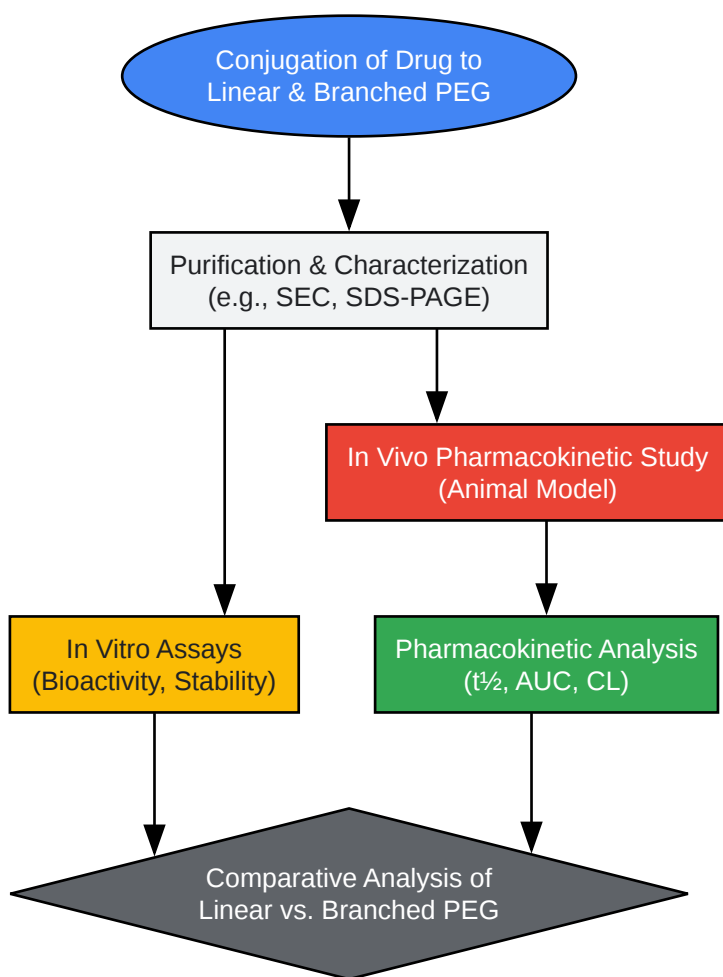 Conjugation of Drug to
Linear & Branched PEG
Purification & Characterization
(e.g., SEC, SDS-PAGE)
In Vivo Pharmacokinetic Study
(Animal Model)
In Vitro Assays
(Bioactivity, Stability)
Pharmacokinetic Analysis
(t½, AUC, CL)
Comparative Analysis of
Linear vs. Branched PEG